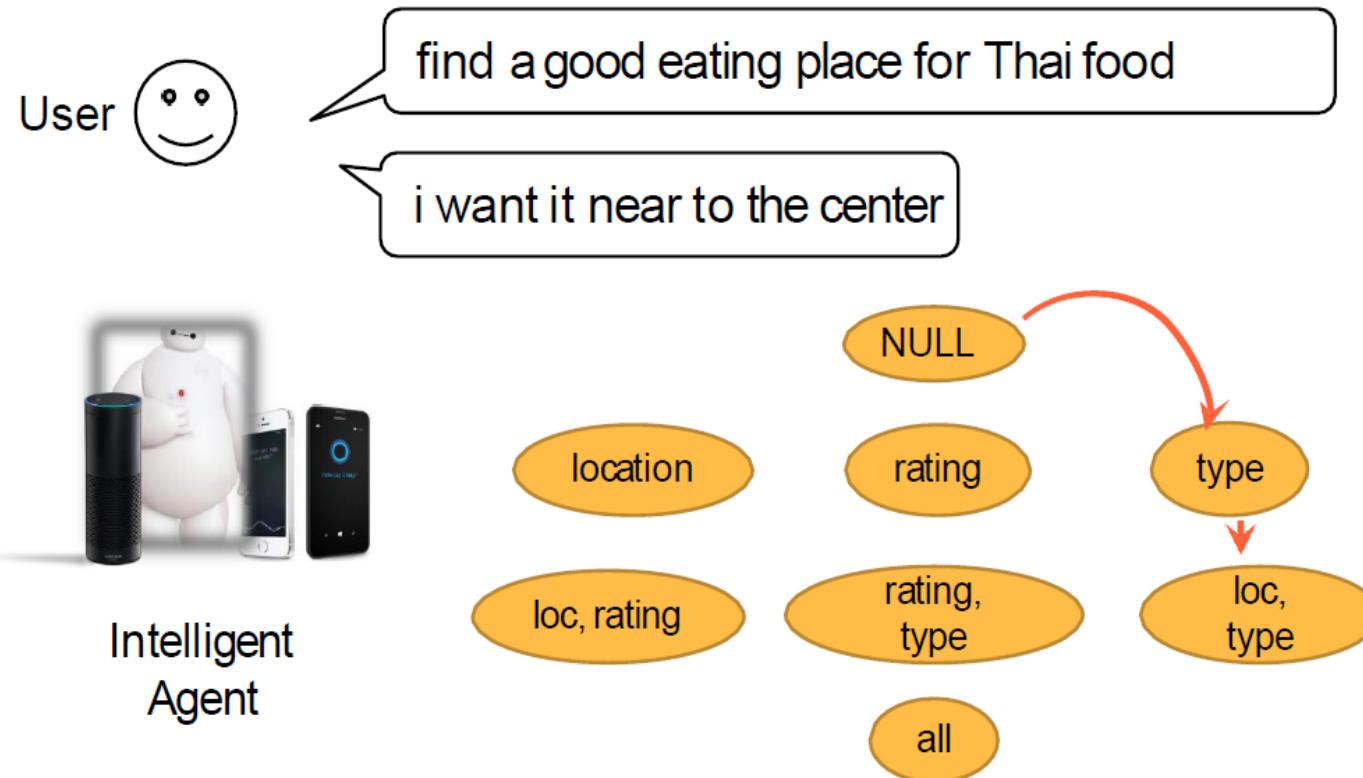 find a good eating place for Thai food
User
i want it near to the center
NULL
location
rating
type
loc, rating
rating,
type
loc,
type
Intelligent
Agent
all